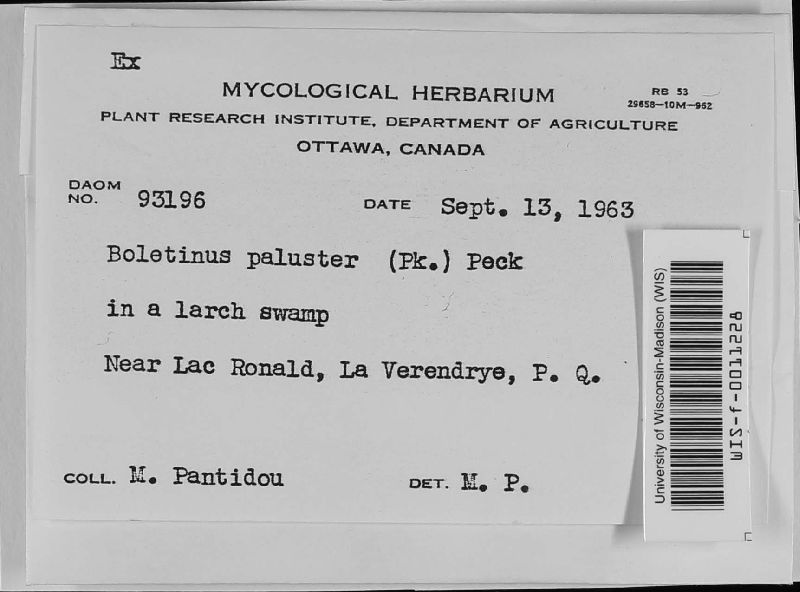 Ex
MYCOLOGICAL HERBARIUM
RB 53
29658-10M-952
PLANT RESEARCH INSTITUTE, DEPARTMENT OF AGRICULTURE
OTTAWA, CANADA
DAOM
NO. 93196
DATE Sept. 13, 1963
Boletinus paluster (Pk.) Peck
in a larch swamp
Near Lac Ronald, La Verendrye, P. Q.
COLL. M. Pantidou
DET. M. P.
University of Wisconsin-Madison (WIS)
WIS-f-0011228